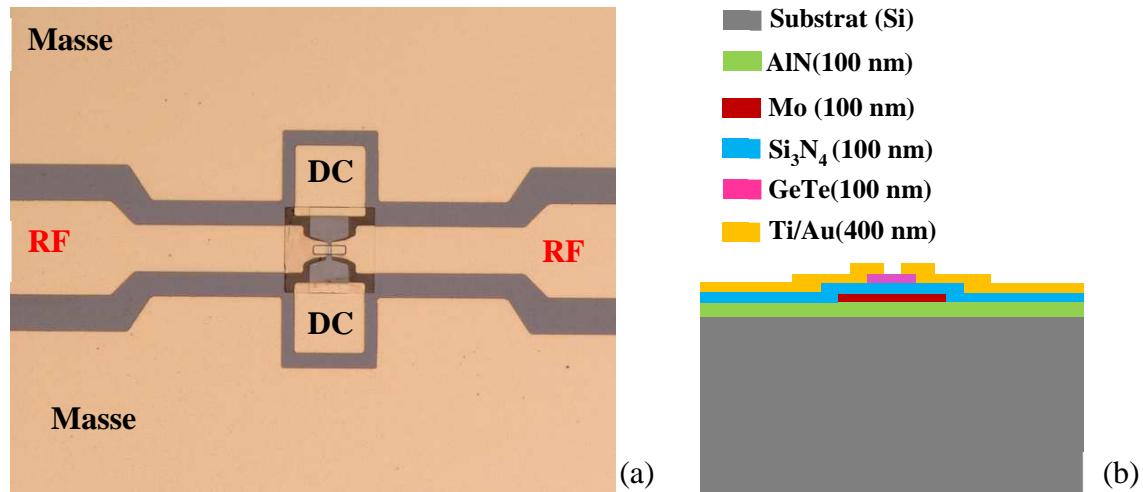 Masse
DC
RF
RF
DC
Masse
(a)
Substrat (Si)
AlN(100 nm)
Mo (100 nm)
Si₃N₄ (100 nm)
GeTe(100 nm)
Ti/Au(400 nm)
(b)